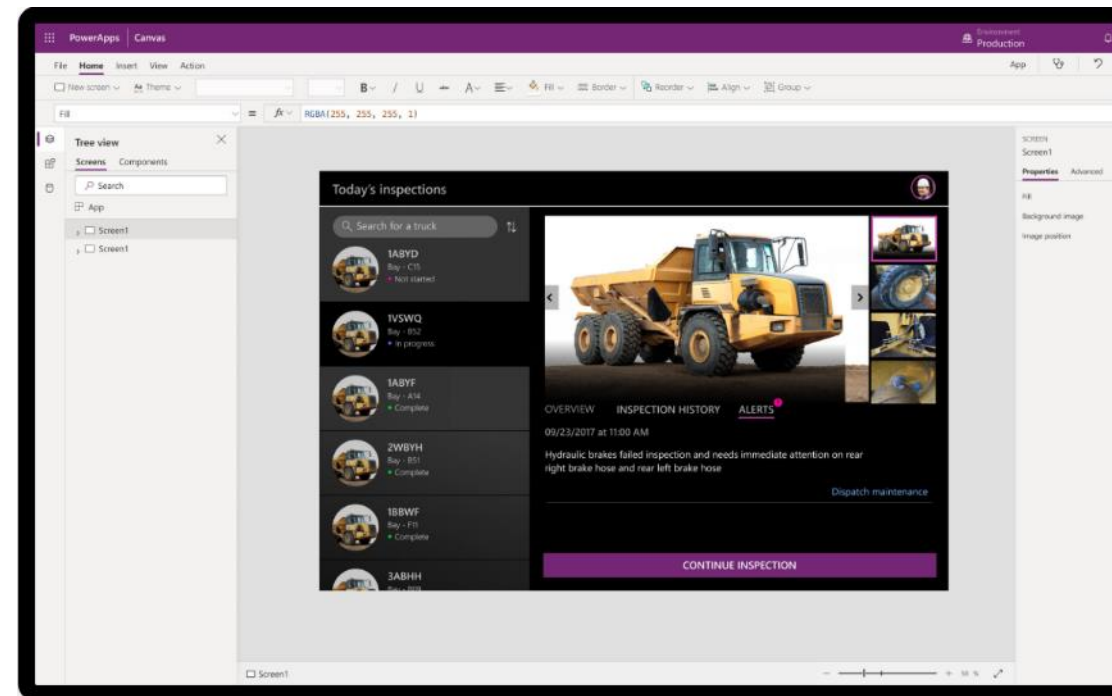 PowerApps Canvas
Environment
Production
File Home Insert View Action
App
New screen Theme B / U A Fill Border Reorder Align Group
Fill = fx RGBA(255, 255, 255, 1)
Tree view
Screens Components
Search
App
Screen1
Screen1
Today's inspections
Search for a truck
1ABYD
Bay - C15
Not started
1VSWQ
Bay - B52
In progress
1ABYF
Bay - A14
Complete
2WBYH
Bay - B51
Complete
1BBWF
Bay - F11
Complete
3ABHH
OVERVIEW INSPECTION HISTORY ALERTS
09/23/2017 at 11:00 AM
Hydraulic brakes failed inspection and needs immediate attention on rear
right brake hose and rear left brake hose
Dispatch maintenance
CONTINUE INSPECTION
SCREEN
Screen1
Properties Advanced
Fill
Background image
Image position
Screen1